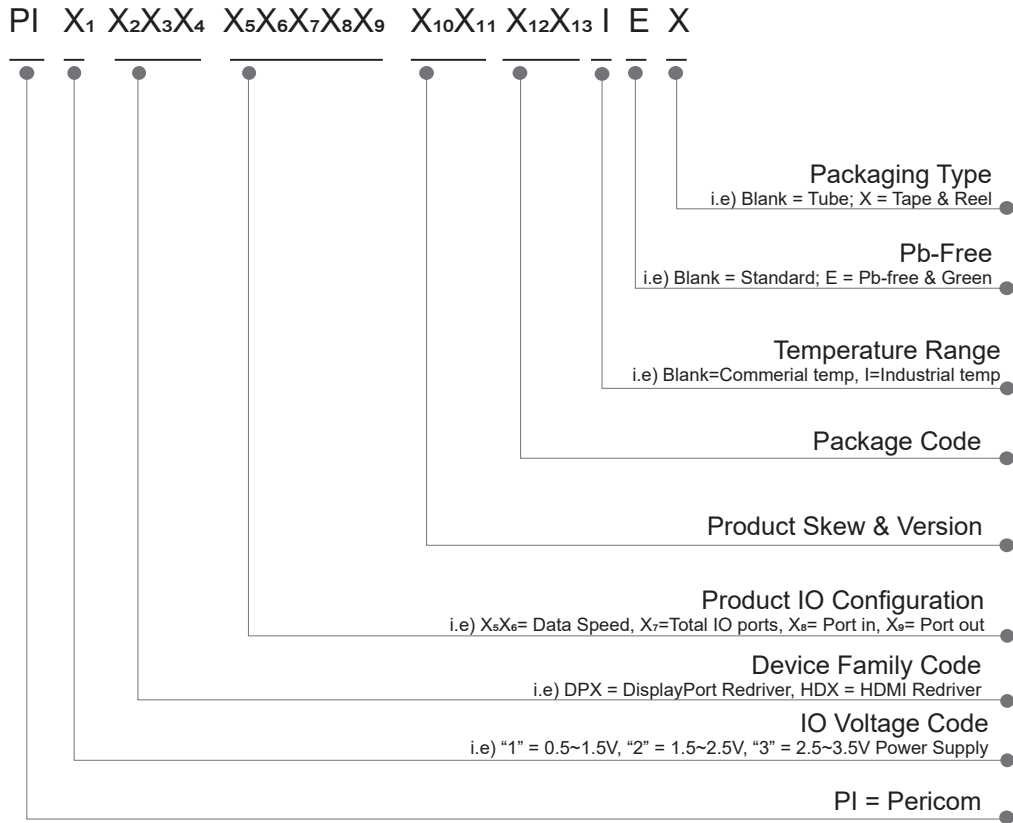 PI X₁ X₂X₃X₄ X₅X₆X₇X₈X₉ X₁₀X₁₁ X₁₂X₁₃ I E X
Packaging Type
i.e) Blank = Tube; X = Tape & Reel
Pb-Free
i.e) Blank = Standard; E = Pb-free & Green
Temperature Range
i.e) Blank=Commerial temp, I=Industrial temp
Package Code
Product Skew & Version
Product IO Configuration
i.e) X₅X₆= Data Speed, X₇=Total IO ports, X₈= Port in, X₉= Port out
Device Family Code
i.e) DPX = DisplayPort Redriver, HDX = HDMI Redriver
IO Voltage Code
i.e) “1” = 0.5~1.5V, “2” = 1.5~2.5V, “3” = 2.5~3.5V Power Supply
PI = Pericom